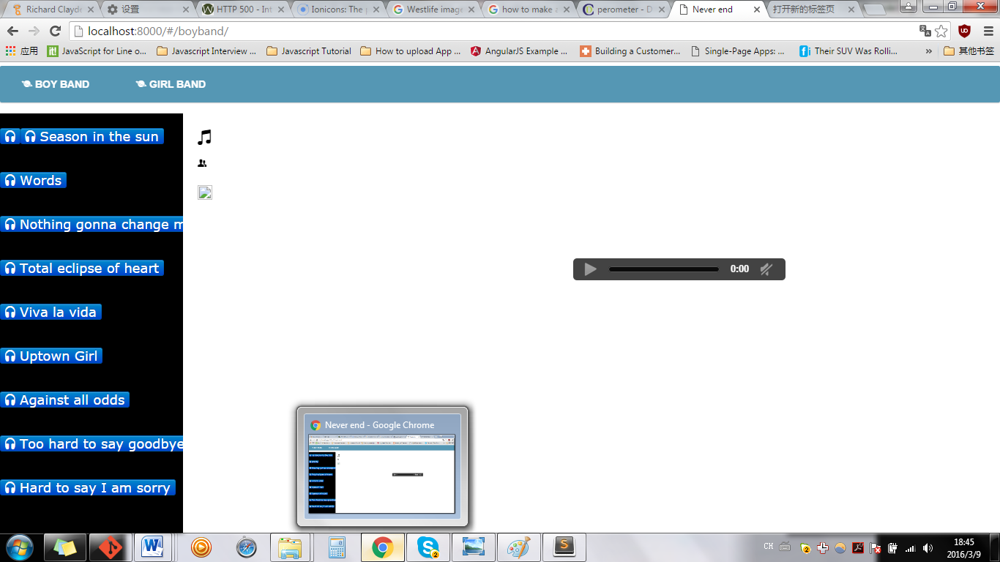 Richard Clayde
设置
HTTP 500 - Int
Ionicons: The p
Westlife image
how to make a
perometer - D
Never end
打开新的标签页
localhost:8000/#/boyband/
应用
JavaScript for Line o...
Javascript Interview ...
Javascript Tutorial
How to upload App ...
AngularJS Example ...
Building a Customer...
Single-Page Apps: ...
Their SUV Was Rolli...
»
其他书签
BOY BAND
GIRL BAND
Season in the sun
Words
Nothing gonna change m
Total eclipse of heart
Viva la vida
Uptown Girl
Against all odds
Too hard to say goodbye
Hard to say I am sorry
0:00
Never end - Google Chrome
CH
18:45
2016/3/9